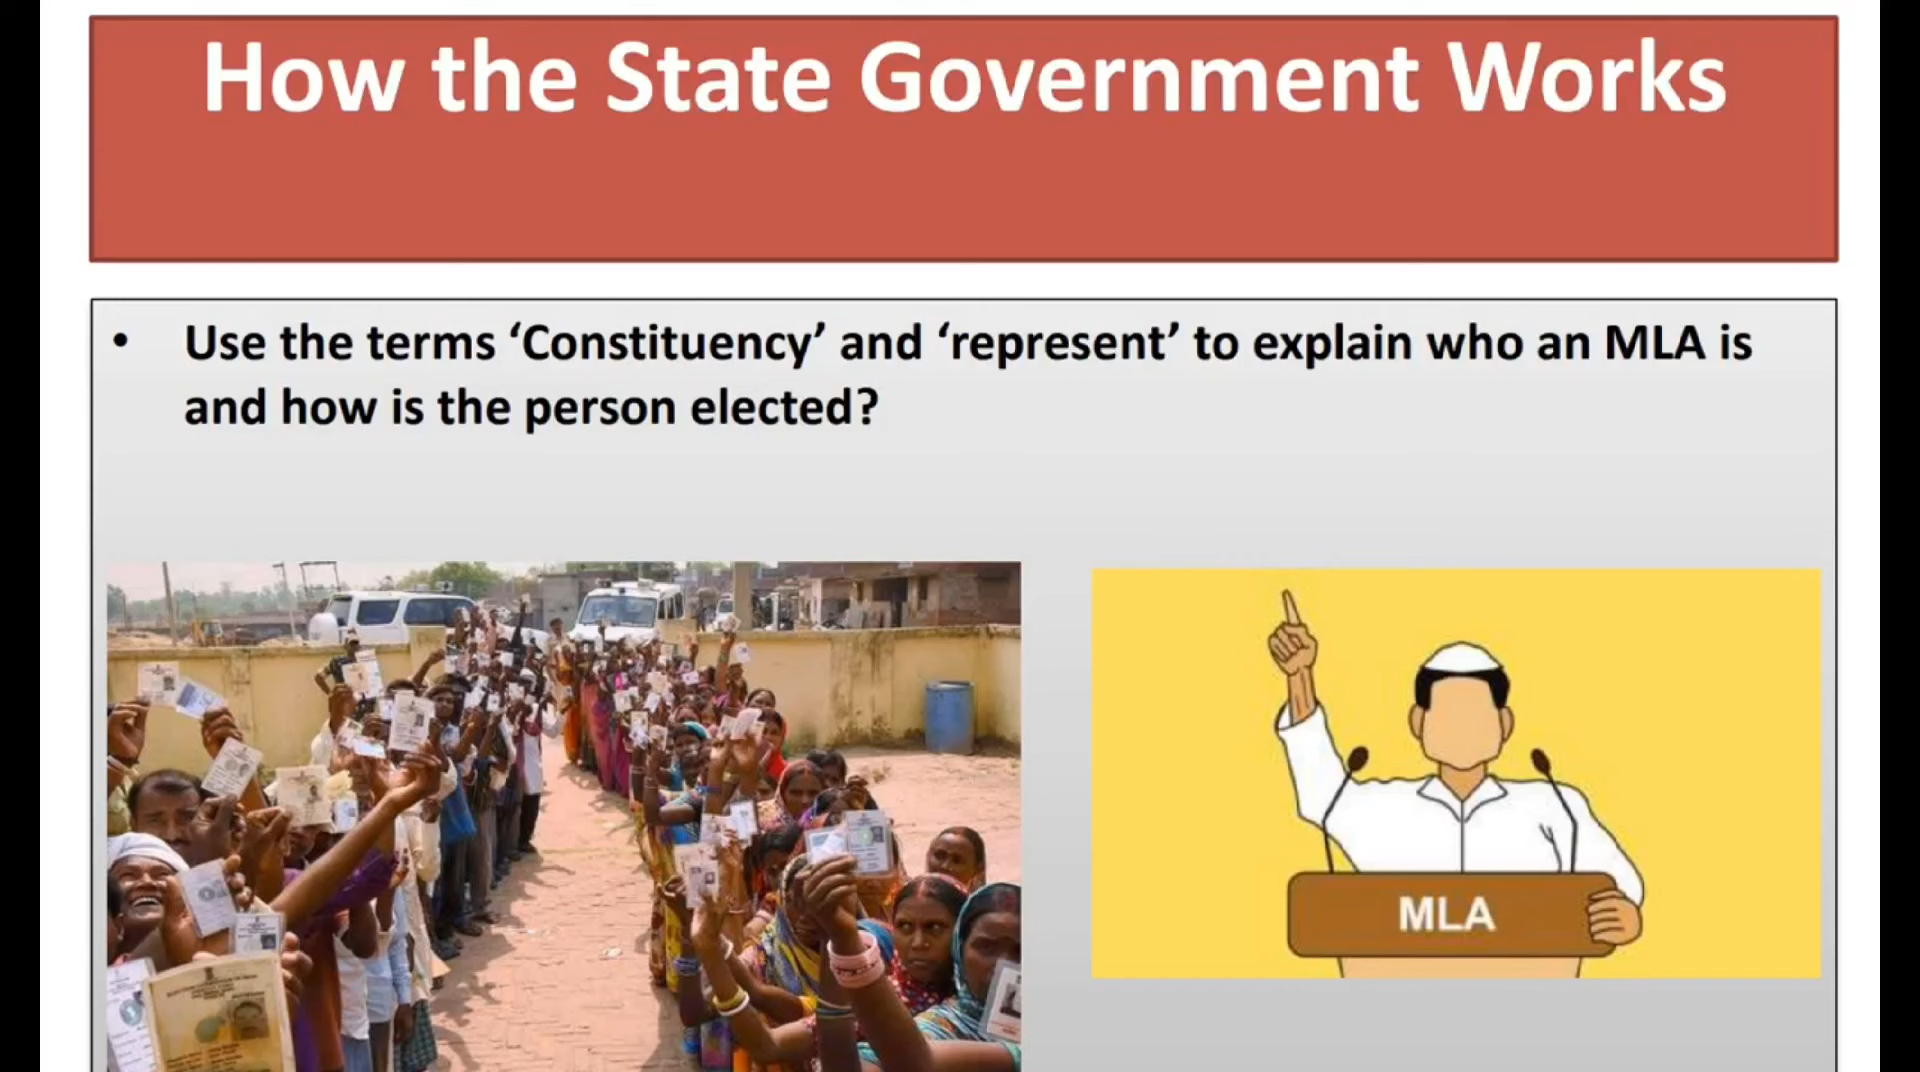 How the State Government Works
• Use the terms ‘Constituency’ and ‘represent’ to explain who an MLA is
and how is the person elected?
MLA